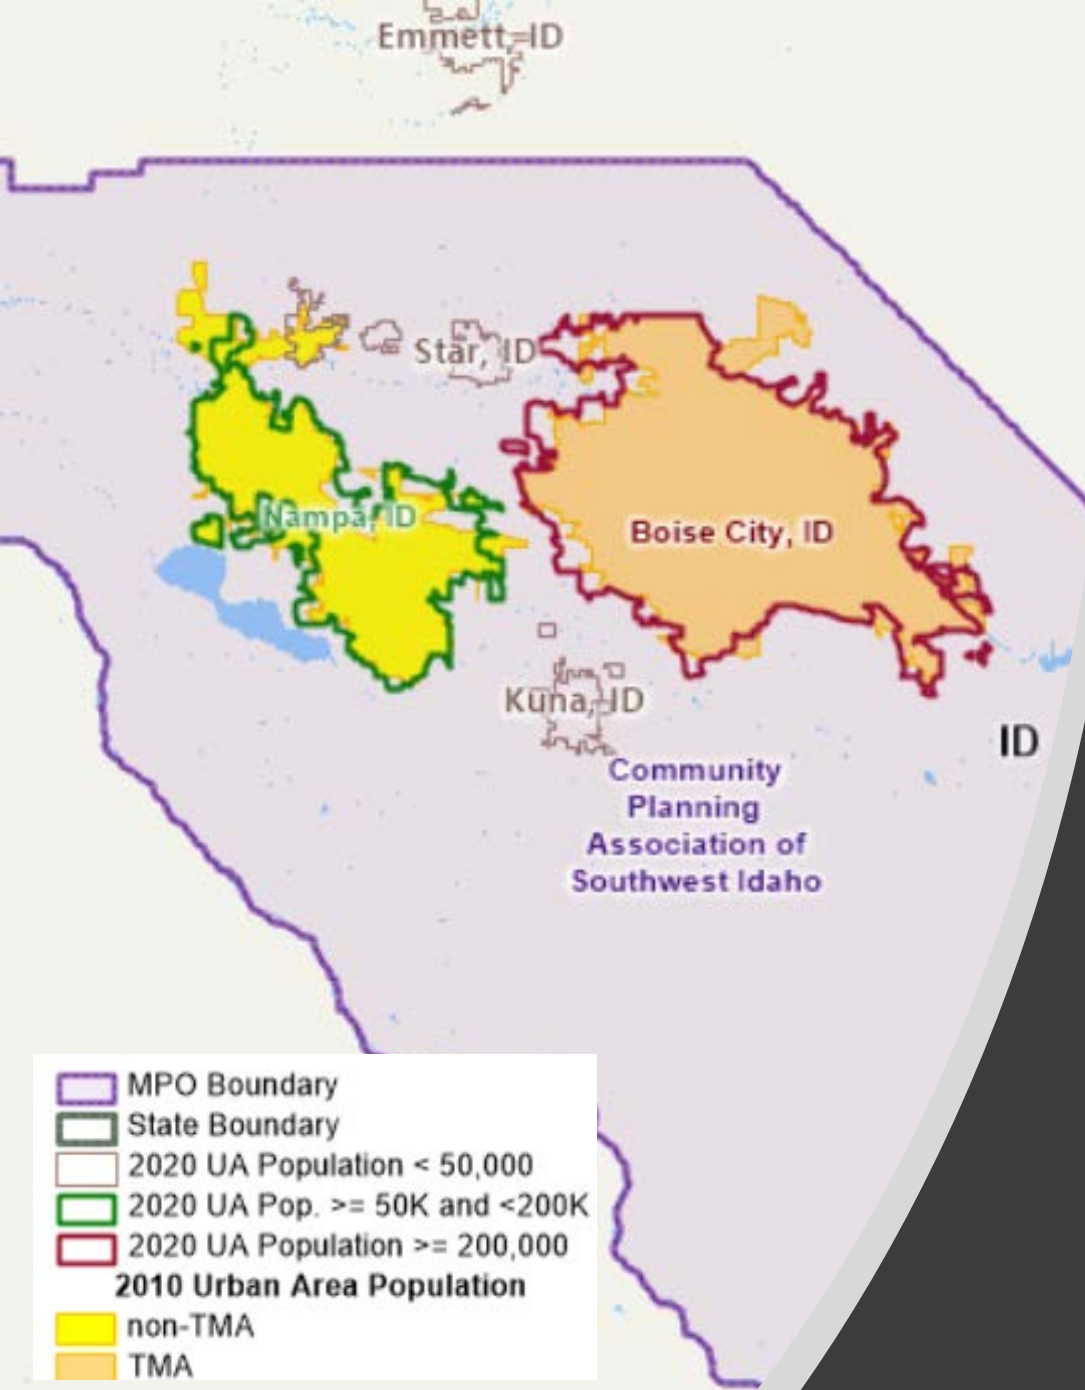 Emmett, ID
Star, ID
Nampa, ID
Boise City, ID
Kuna, ID
ID
Community
Planning
Association of
Southwest Idaho
MPO Boundary
State Boundary
2020 UA Population < 50,000
2020 UA Pop. >= 50K and <200K
2020 UA Population >= 200,000
2010 Urban Area Population
non-TMA
TMA